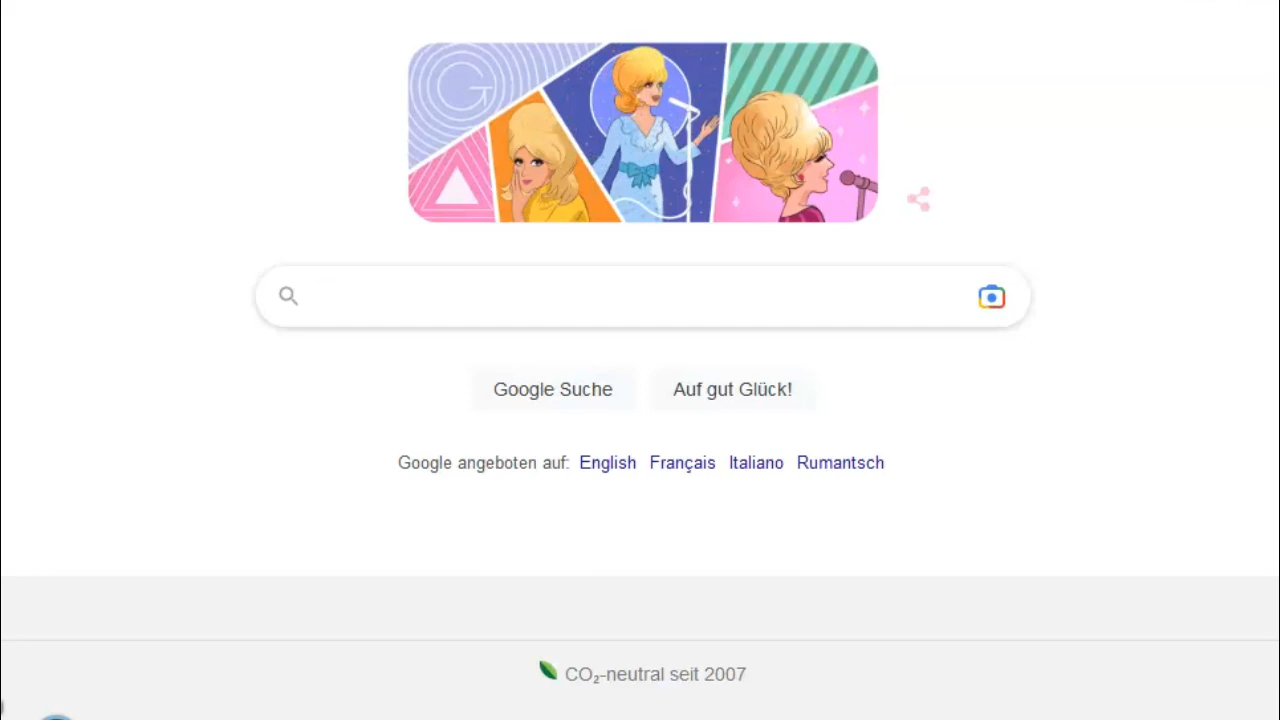 G
Google Suche Auf gut Glück!
Google angeboten auf: English Français Italiano Rumantsch
CO₂-neutral seit 2007